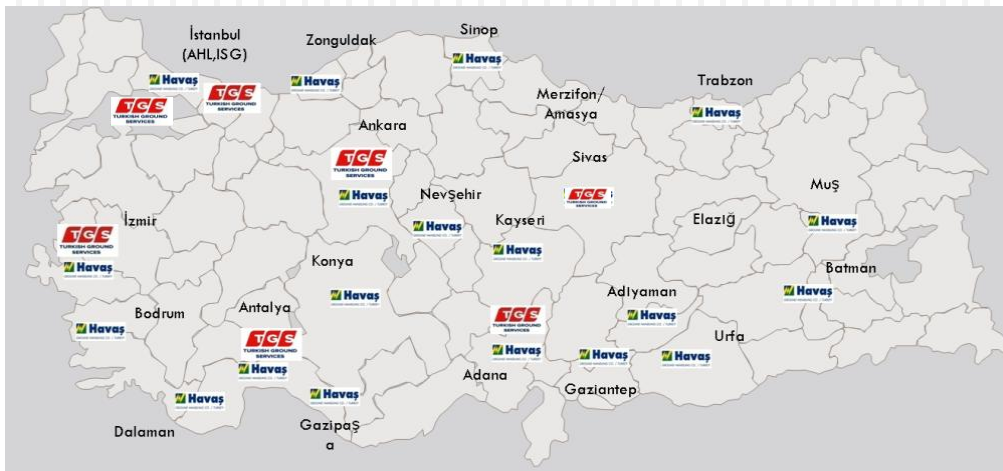 İstanbul
(AHL,ISG)
Zonguldak
Sinop
Havaş
Havaş
Havaş
TGS
TURKISH GROUND
SERVICES
TGS
TURKISH GROUND
SERVICES
Merzifon/
Amasya
Trabzon
Havaş
Ankara
TGS
TURKISH GROUND
SERVICES
Havaş
Sivas
TGS
TURKISH GROUND
SERVICES
Nevşehir
Havaş
Kayseri
Havaş
Elazığ
Muş
Havaş
İzmir
TGS
TURKISH GROUND
SERVICES
Havaş
Konya
Havaş
Batman
Havaş
Adıyaman
Havaş
Bodrum
Havaş
Antalya
TGS
TURKISH GROUND
SERVICES
Havaş
TGS
TURKISH GROUND
SERVICES
Havaş
Adana
Havaş
Gaziantep
Urfa
Havaş
Havaş
Dalaman
Havaş
Gazipaş
a